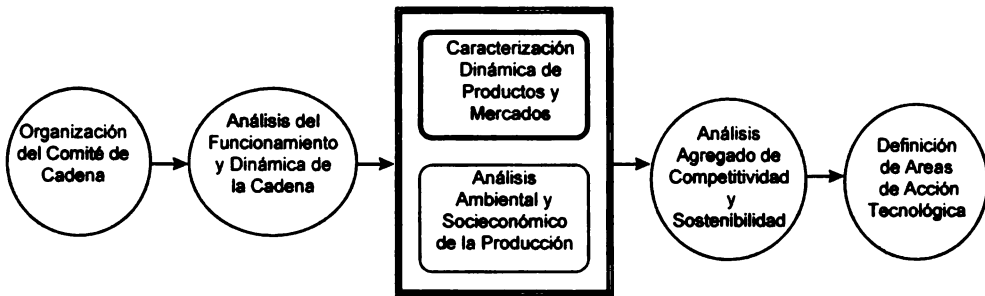 Organización
del Comité de
Cadena
Análisis del
Funcionamiento
y Dinámica de
la Cadena
Caracterización
Dinámica de
Productos y
Mercados
Análisis
Ambiental y
Socieconómico
de la Producción
Análisis
Agregado de
Competitividad
y
Sostenibilidad
Definición
de Areas
de Acción
Tecnológica